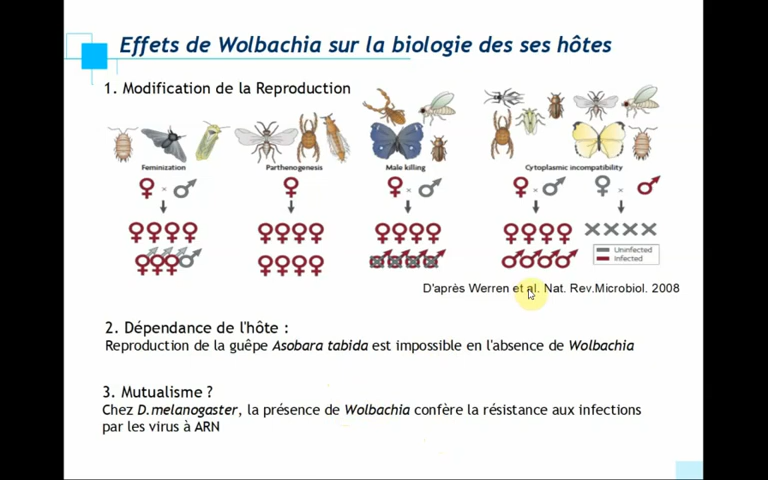 Effets de Wolbachia sur la biologie des ses hôtes
1. Modification de la Reproduction
Feminization
Parthenogenesis
Male killing
Cytoplasmic incompatibility
Uninfected
Infected
D'après Werren et al. Nat. Rev.Microbiol. 2008
2. Dépendance de l'hôte :
Reproduction de la guêpe Asobara tabida est impossible en l'absence de Wolbachia
3. Mutualisme ?
Chez D.melanogaster, la présence de Wolbachia confère la résistance aux infections
par les virus à ARN